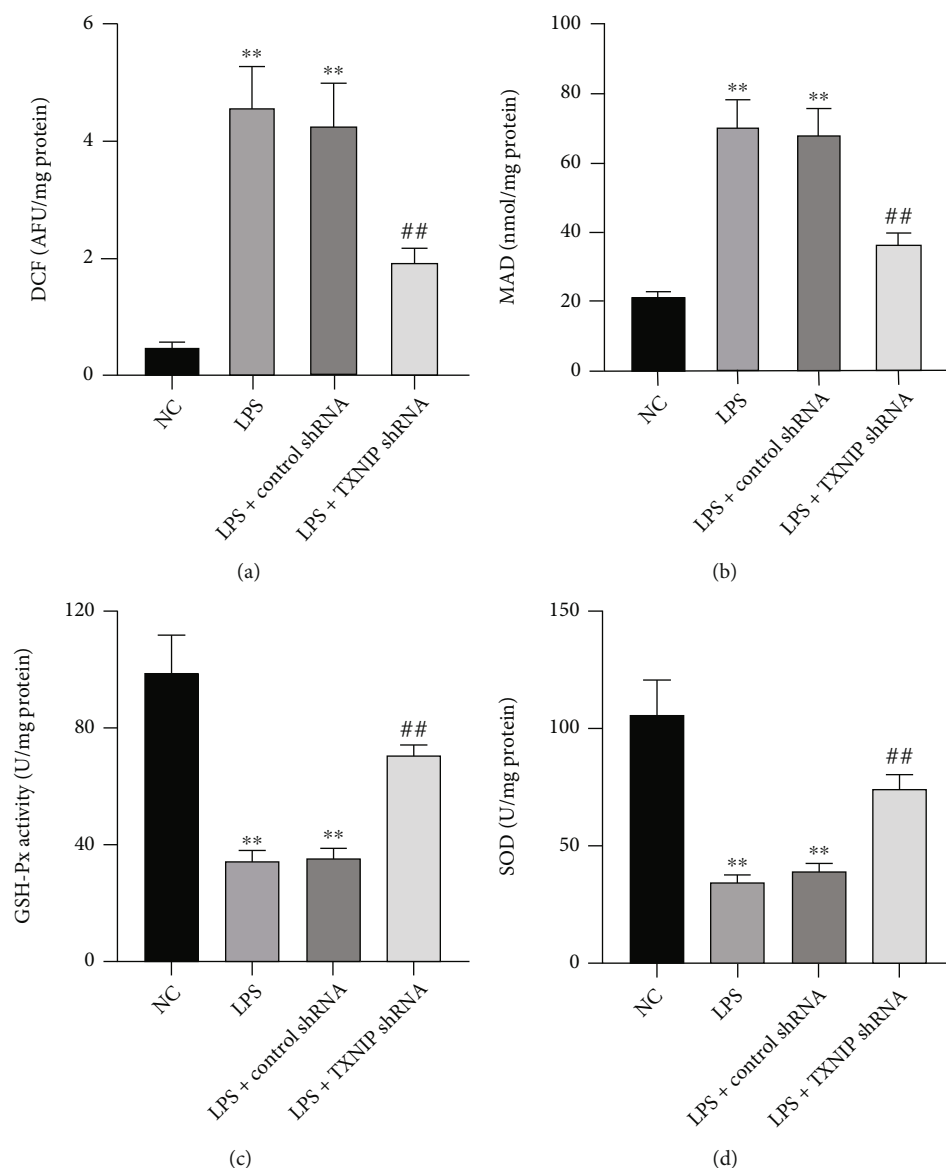 DCF (AFU/mg protein)
6
4
2
0
**
**
##
NC
LPS
LPS + control shRNA
LPS + TXNIP shRNA
(a)
MAD (nmol/mg protein)
100
80
60
40
20
0
**
**
##
NC
LPS
LPS + control shRNA
LPS + TXNIP shRNA
(b)
GSH-Px activity (U/mg protein)
120
80
40
0
**
**
##
NC
LPS
LPS + control shRNA
LPS + TXNIP shRNA
(c)
SOD (U/mg protein)
150
100
50
0
**
**
##
NC
LPS
LPS + control shRNA
LPS + TXNIP shRNA
(d)